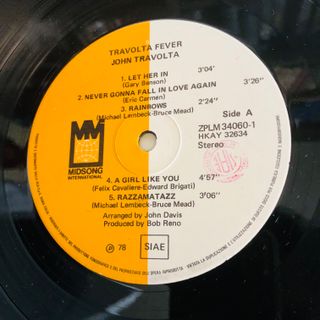 TRAVOLTA FEVER
JOHN TRAVOLTA
1. LET HER IN 3'04"
(Gary Benson)
2. NEVER GONNA FALL IN LOVE AGAIN 3'26"
(Eric Carmen)
3. RAINBOWS 2'24"
(Michael Lembeck-Bruce Mead)
Side A
ZPLM 34060-1
HKAY 32634
Stereo
MIDSONG
INTERNATIONAL
4. A GIRL LIKE YOU 4'57"
(Felix Cavaliere-Edward Brigati)
5. RAZZAMATAZZ 3'06"
(Michael Lembeck-Bruce Mead)
Arranged by John Davis
Produced by Bob Reno
℗ 78
SIAE